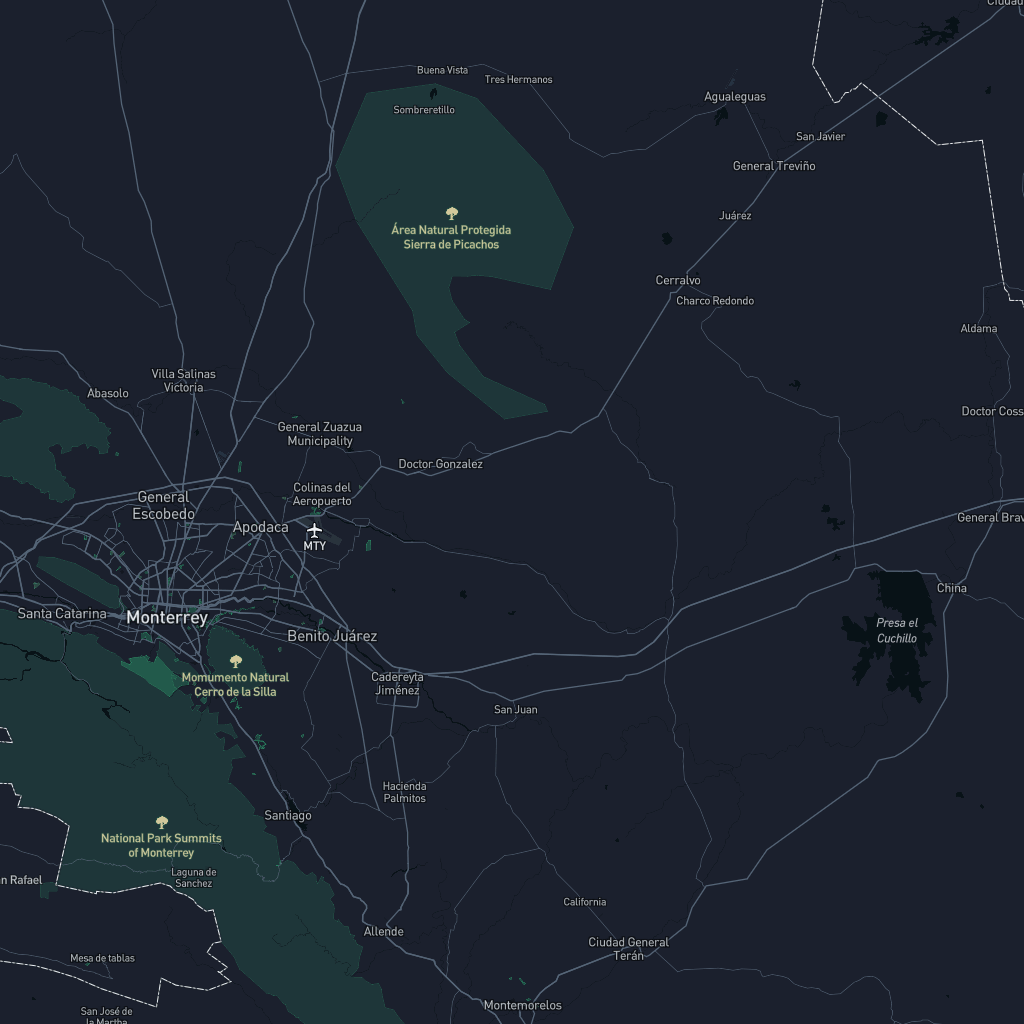 Ciudad
Buena Vista
Tres Hermanos
Agualeguas
Sombreretillo
San Javier
General Treviño
Juárez
Área Natural Protegida
Sierra de Picachos
Cerralvo
Charco Redondo
Aldama
Villa Salinas
Victoria
Abasolo
Doctor Coss
General Zuazua
Municipality
Doctor Gonzalez
Colinas del
Aeropuerto
General
Escobedo
Apodaca
General Brav
MTY
China
Santa Catarina
Monterrey
Benito Juárez
Presa el
Cuchillo
Momumento Natural
Cerro de la Silla
Cadereyta
Jiménez
San Juan
Hacienda
Palmitos
Santiago
National Park Summits
of Monterrey
Laguna de
Sanchez
n Rafael
California
Allende
Ciudad General
Terán
Mesa de tablas
Montemorelos
San José de
la Martha